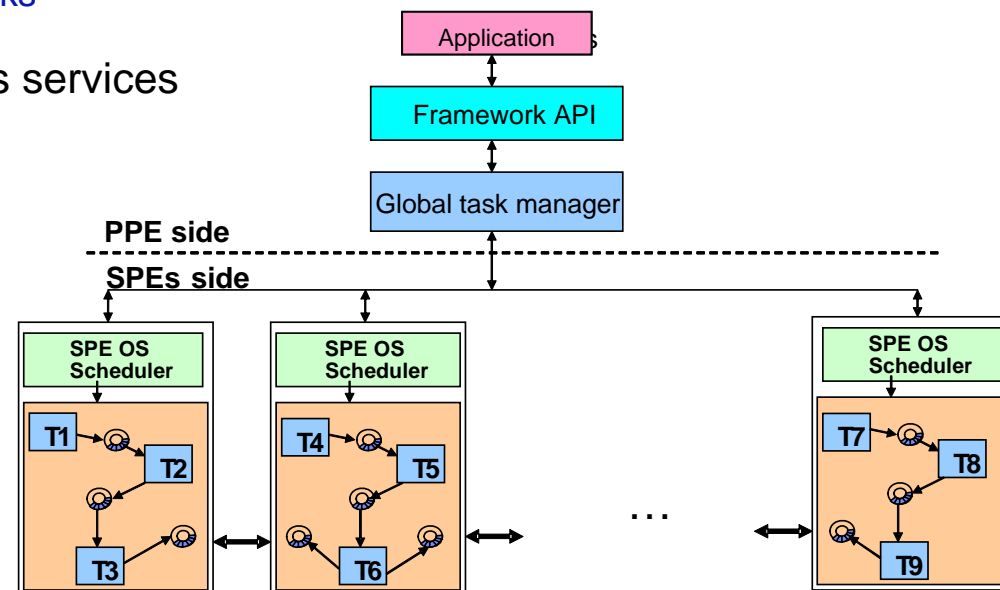 s services
Application s
Framework API
Global task manager
PPE side
SPEs side
SPE OS
Scheduler
SPE OS
Scheduler
SPE OS
Scheduler
T1
T2
T3
T4
T5
T6
...
T7
T8
T9